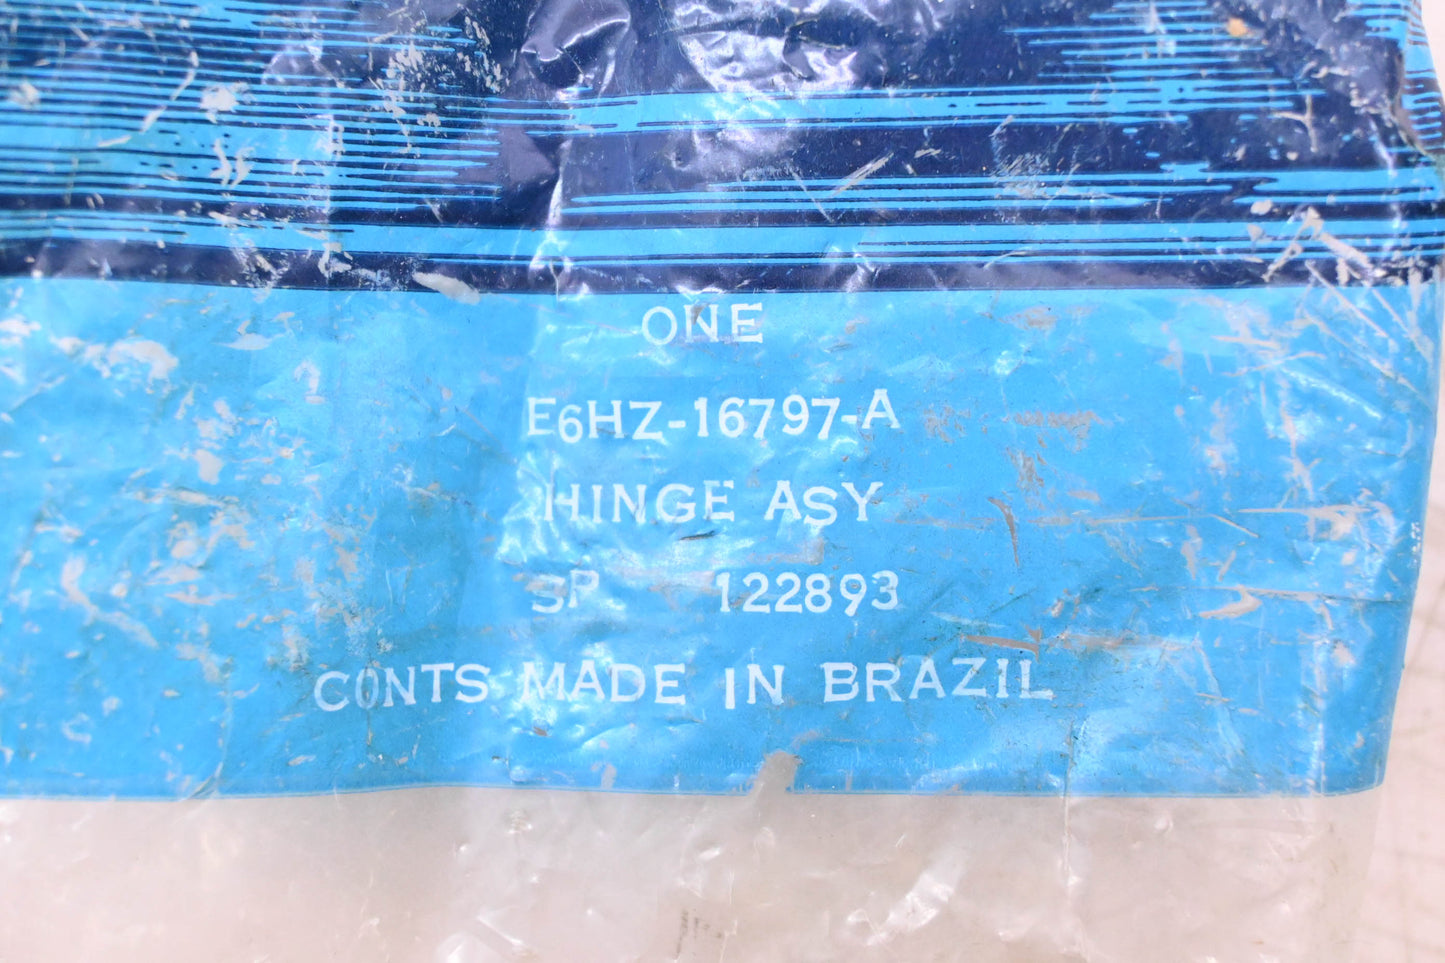 ONE
E6HZ-16797-A
HINGE ASY
SP 122893
CONTS MADE IN BRAZIL